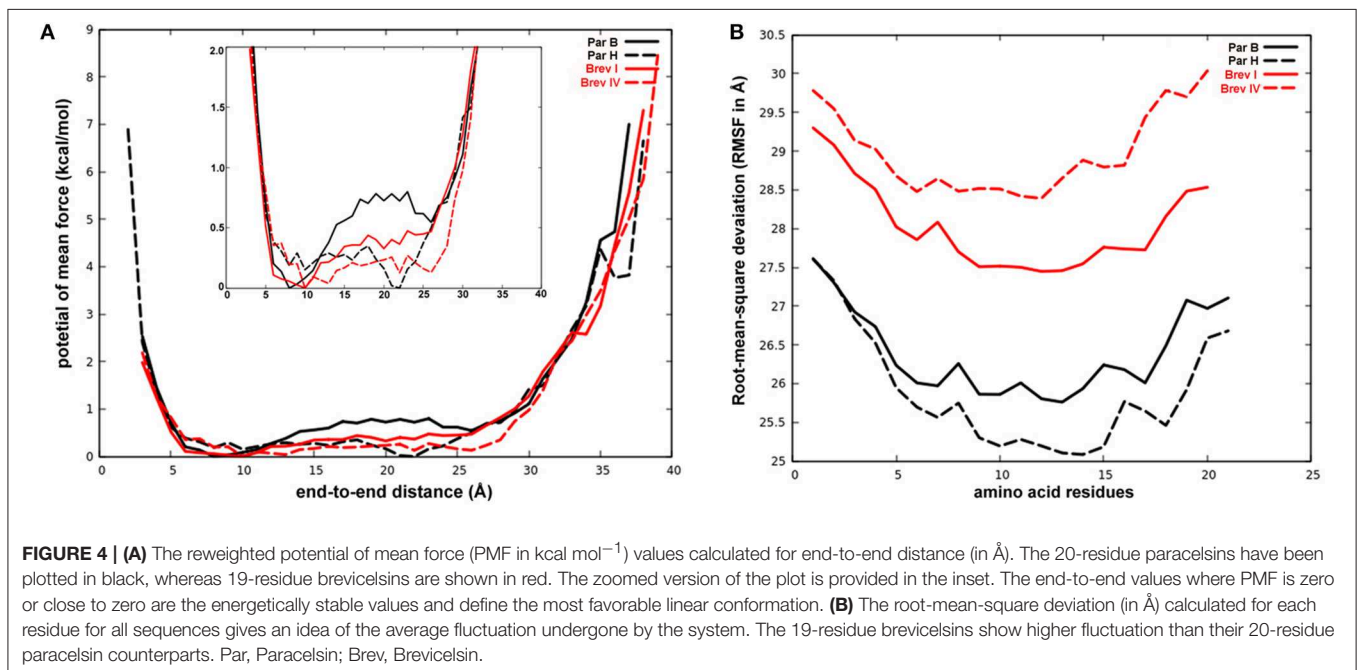 A
potetial of mean force (kcal/mol)
9
8
7
6
5
4
3
2
1
0
0 5 10 15 20 25 30 35 40
end-to-end distance (Å)
2.0
1.5
1.0
0.5
0
0 5 10 15 20 25 30 35 40
Par B
Par H
Brev I
Brev IV
B
Root-mean-square devaiation (RMSF in Å)
30.5
30
29.5
29
28.5
28
27.5
27
26.5
26
25.5
25
0 5 10 15 20 25
amino acid residues
Par B
Par H
Brev I
Brev IV
FIGURE 4 | (A) The reweighted potential of mean force (PMF in kcal mol−1) values calculated for end-to-end distance (in Å). The 20-residue paracelsins have been
plotted in black, whereas 19-residue brevicelsins are shown in red. The zoomed version of the plot is provided in the inset. The end-to-end values where PMF is zero
or close to zero are the energetically stable values and define the most favorable linear conformation. (B) The root-mean-square deviation (in Å) calculated for each
residue for all sequences gives an idea of the average fluctuation undergone by the system. The 19-residue brevicelsins show higher fluctuation than their 20-residue
paracelsin counterparts. Par, Paracelsin; Brev, Brevicelsin.